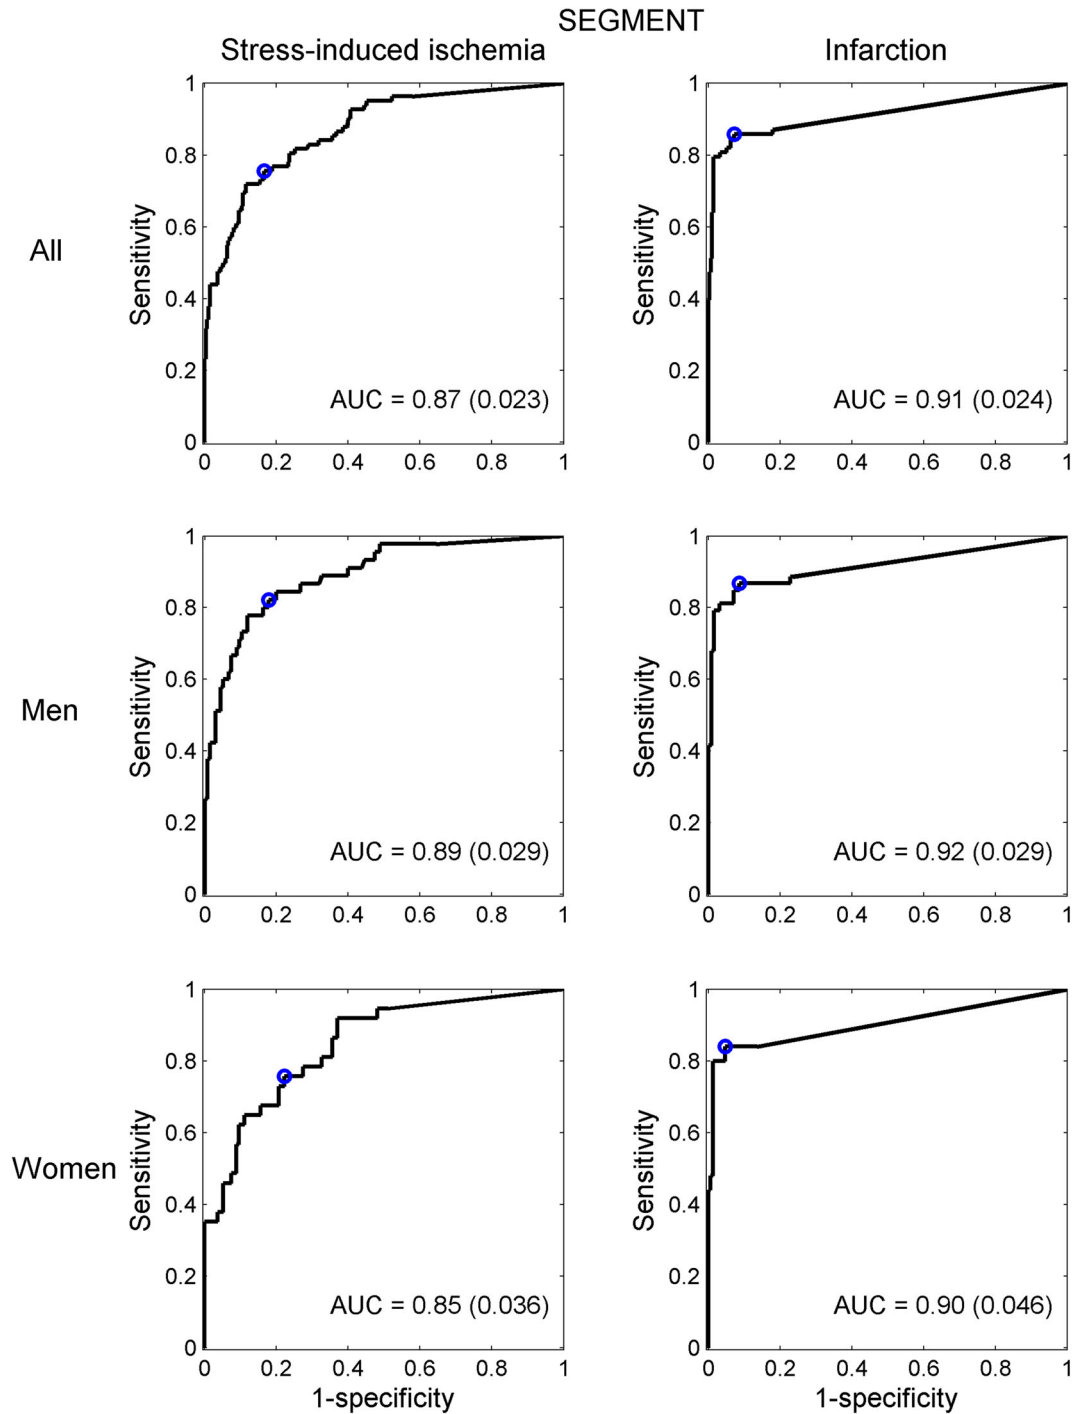 SEGMENT
Stress-induced ischemia
Infarction
All
Sensitivity
1
0.8
0.6
0.4
0.2
0
AUC = 0.87 (0.023)
0 0.2 0.4 0.6 0.8 1
Sensitivity
1
0.8
0.6
0.4
0.2
0
AUC = 0.91 (0.024)
0 0.2 0.4 0.6 0.8 1
Men
Sensitivity
1
0.8
0.6
0.4
0.2
0
AUC = 0.89 (0.029)
0 0.2 0.4 0.6 0.8 1
Sensitivity
1
0.8
0.6
0.4
0.2
0
AUC = 0.92 (0.029)
0 0.2 0.4 0.6 0.8 1
Women
Sensitivity
1
0.8
0.6
0.4
0.2
0
AUC = 0.85 (0.036)
0 0.2 0.4 0.6 0.8 1
1-specificity
Sensitivity
1
0.8
0.6
0.4
0.2
0
AUC = 0.90 (0.046)
0 0.2 0.4 0.6 0.8 1
1-specificity